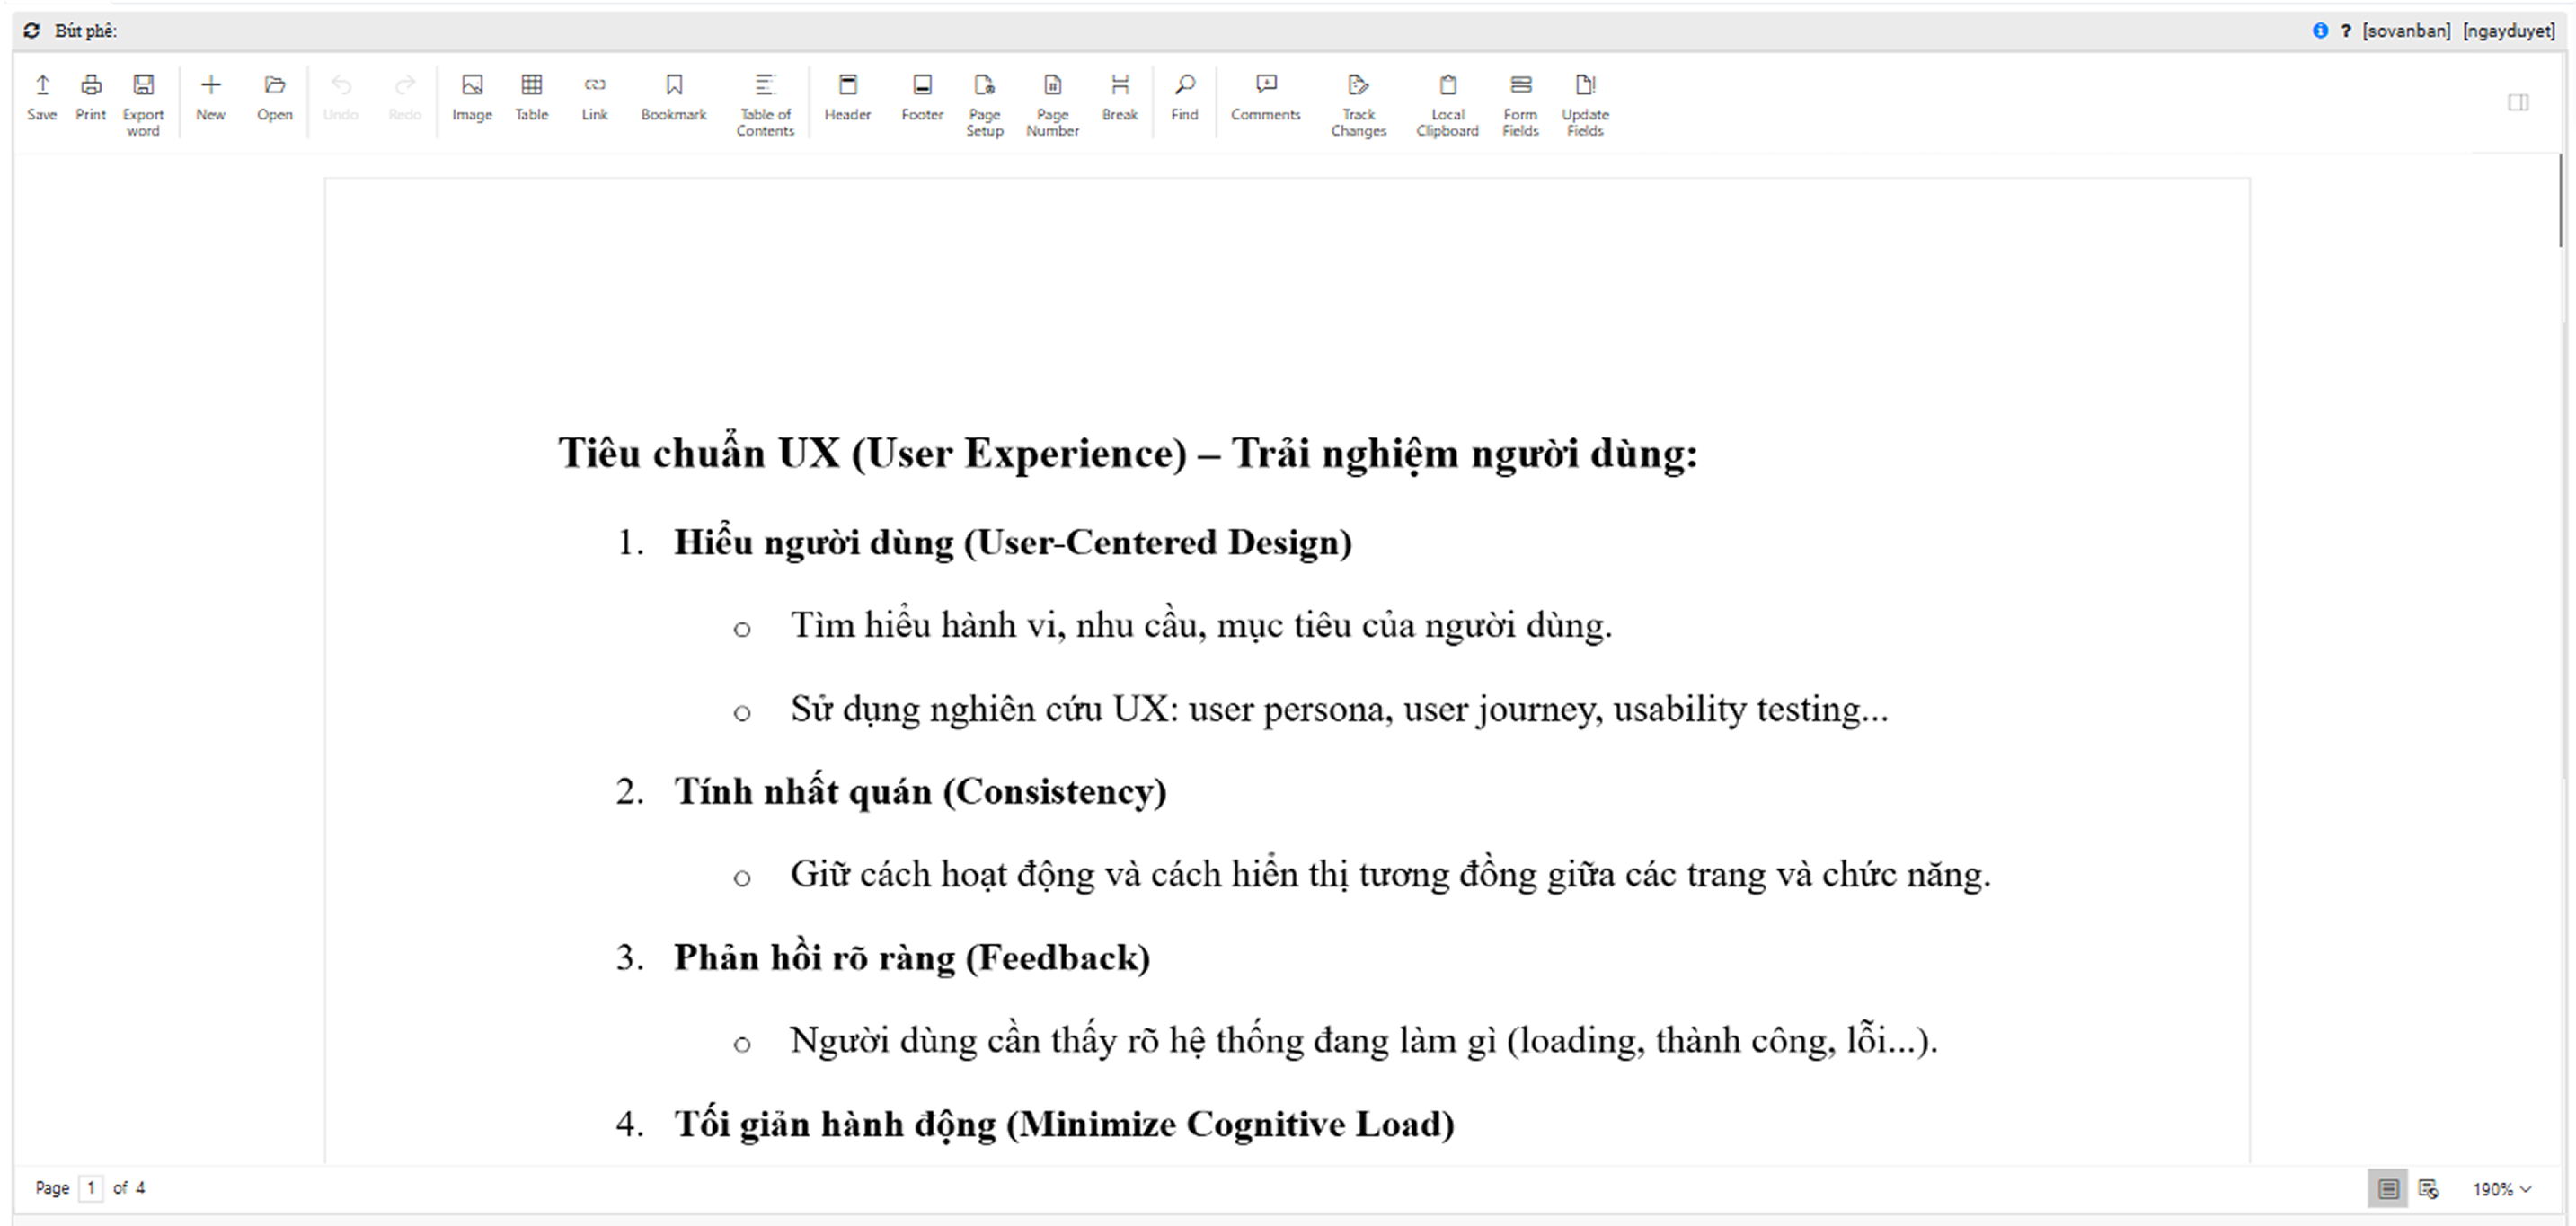 Bút phê:
? [sovanban] [ngayduyet]
Save Print Export word New Open Undo Redo Image Table Link Bookmark Table of Contents Header Footer Page Setup Page Number Break Find Comments Track Changes Local Clipboard Form Fields Update Fields
Tiêu chuẩn UX (User Experience) – Trải nghiệm người dùng:
1. Hiểu người dùng (User-Centered Design)
o Tìm hiểu hành vi, nhu cầu, mục tiêu của người dùng.
o Sử dụng nghiên cứu UX: user persona, user journey, usability testing...
2. Tính nhất quán (Consistency)
o Giữ cách hoạt động và cách hiển thị tương đồng giữa các trang và chức năng.
3. Phản hồi rõ ràng (Feedback)
o Người dùng cần thấy rõ hệ thống đang làm gì (loading, thành công, lỗi...).
4. Tối giản hành động (Minimize Cognitive Load)
Page 1 of 4
190%